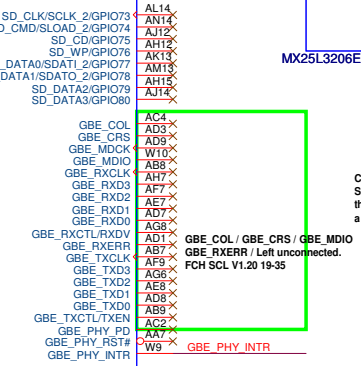 SD_CLK/SCLK_2/GPIO73 AL14
D_CMD/SLOAD_2/GPIO74 AN14
SD_CD/GPIO75 AJ12
SD_WP/GPIO76 AH12
_DATA0/SDATI_2/GPIO77 AK13
DATA1/SDATO_2/GPIO78 AM13
SD_DATA2/GPIO79 AH15
SD_DATA3/GPIO80 AJ14
MX25L3206E
GBE_COL AC4
GBE_CRS AD3
GBE_MDCK AD9
GBE_MDIO W10
GBE_RXCLK AB8
GBE_RXD3 AH7
GBE_RXD2 AF7
GBE_RXD1 AE7
GBE_RXD0 AD7
GBE_RXCTL/RXDV AG8
GBE_RXERR AD1
GBE_TXCLK AB7
GBE_TXD3 AF9
GBE_TXD2 AG6
GBE_TXD1 AE8
GBE_TXD0 AD8
GBE_TXCTL/TXEN AB9
GBE_PHY_PD AC2
GBE_PHY_RST# AA7
GBE_PHY_INTR W9 GBE_PHY_INTR
GBE_COL / GBE_CRS / GBE_MDIO
GBE_RXERR / Left unconnected.
FCH SCL V1.20 19-35
C
S
th
a